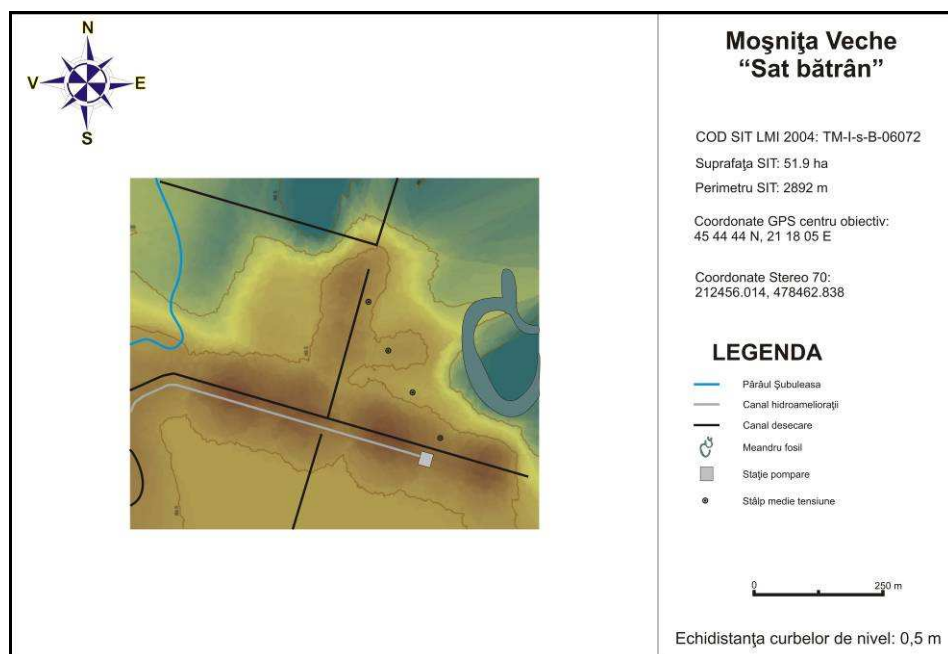 N
V
E
S
Moşniţa Veche
“Sat bătrân”
COD SIT LMI 2004: TM-I-s-B-06072
Suprafaţa SIT: 51.9 ha
Perimetru SIT: 2892 m
Coordonate GPS centru obiectiv:
45 44 44 N, 21 18 05 E
Coordonate Stereo 70:
212456.014, 478462.838
LEGENDA
Pârâul Şubuleasa
Canal hidroamelioraţii
Canal desecare
Meandru fosil
Staţie pompare
Stâlp medie tensiune
0
250 m
Echidistanţa curbelor de nivel: 0,5 m